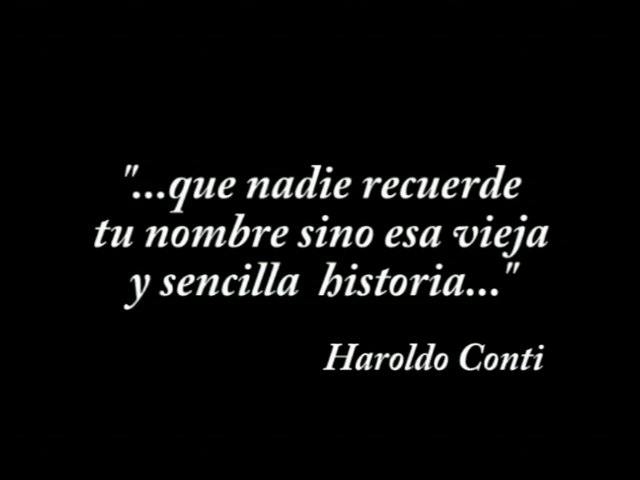 "...que nadie recuerde
tu nombre sino esa vieja
y sencilla historia..."
Haroldo Conti